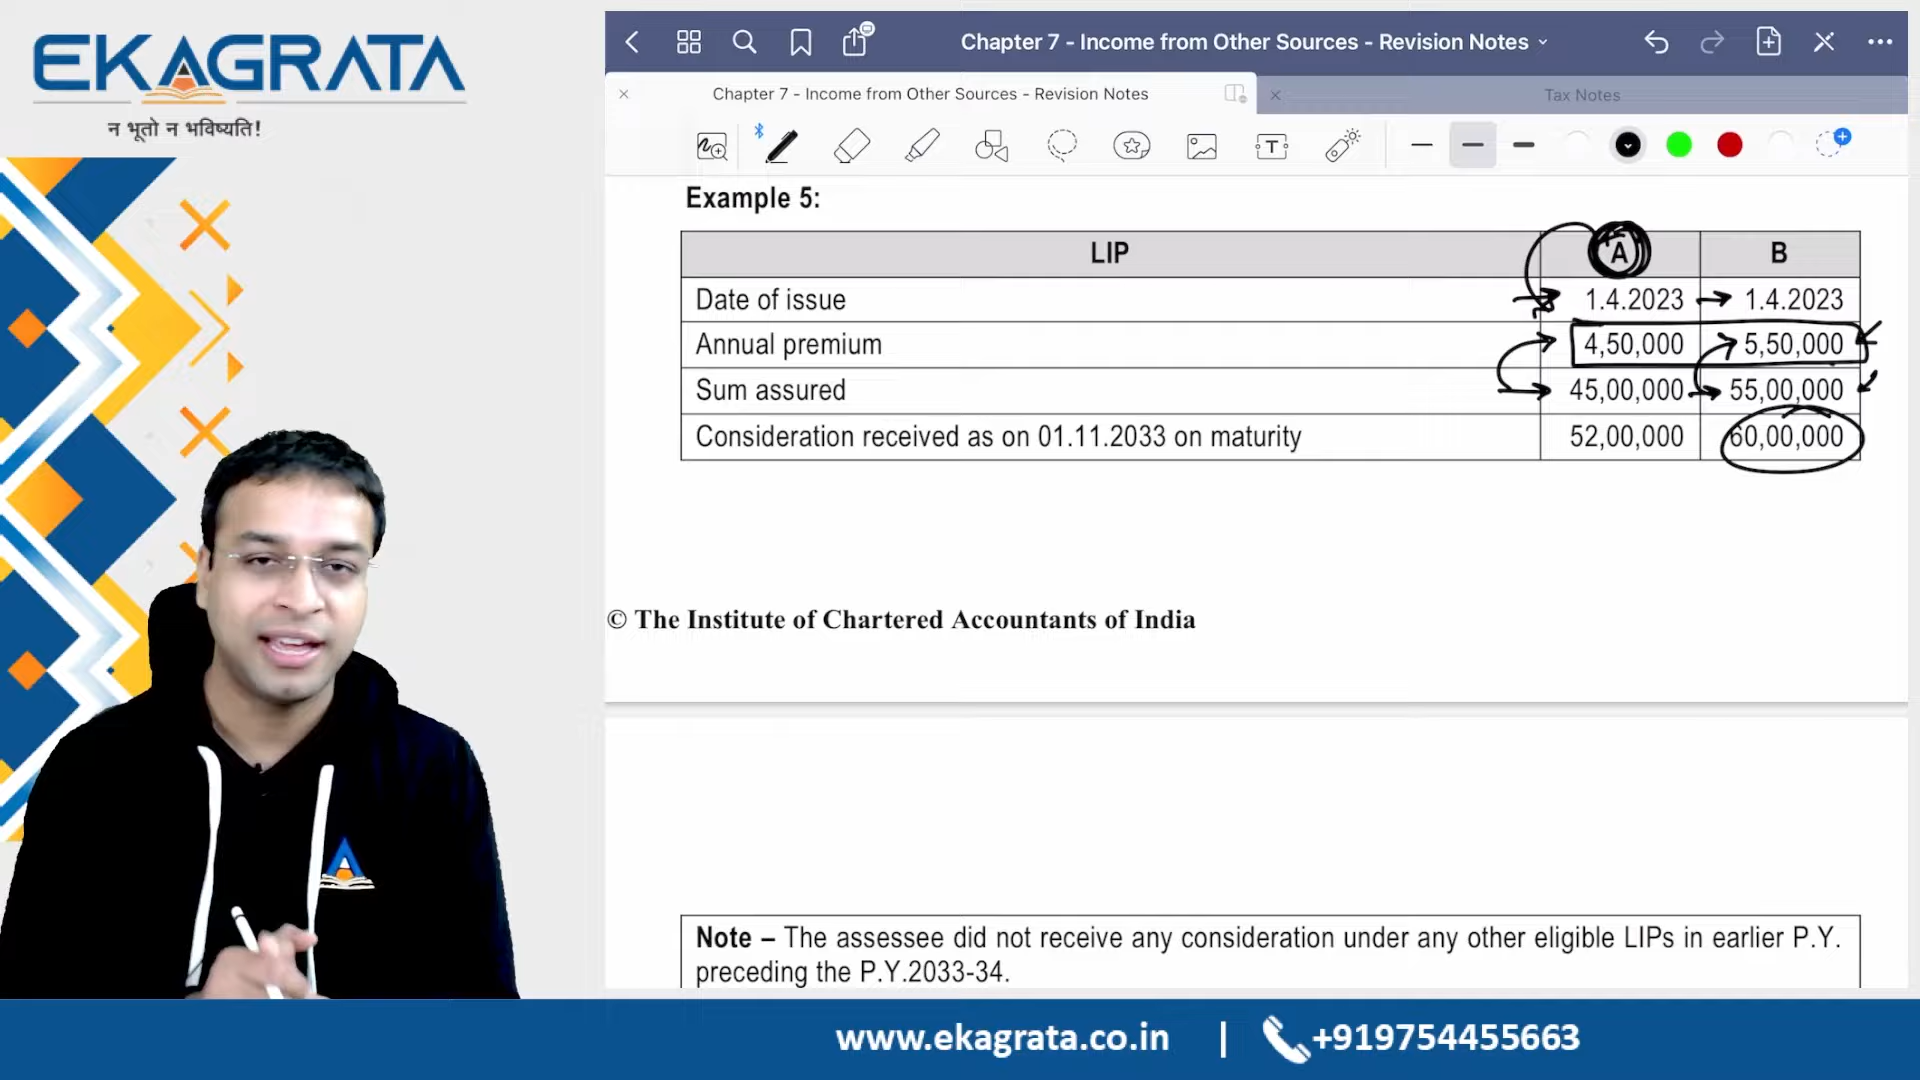 EKAGRATA
न भूतो न भविष्यति!
Chapter 7 - Income from Other Sources - Revision Notes
Chapter 7 - Income from Other Sources - Revision Notes
Tax Notes
T
Example 5:
LIP A B
Date of issue 1.4.2023 1.4.2023
Annual premium 4,50,000 5,50,000
Sum assured 45,00,000 55,00,000
Consideration received as on 01.11.2033 on maturity 52,00,000 60,00,000
© The Institute of Chartered Accountants of India
Note – The assessee did not receive any consideration under any other eligible LIPs in earlier P.Y.
preceding the P.Y.2033-34.
www.ekagrata.co.in | +919754455663